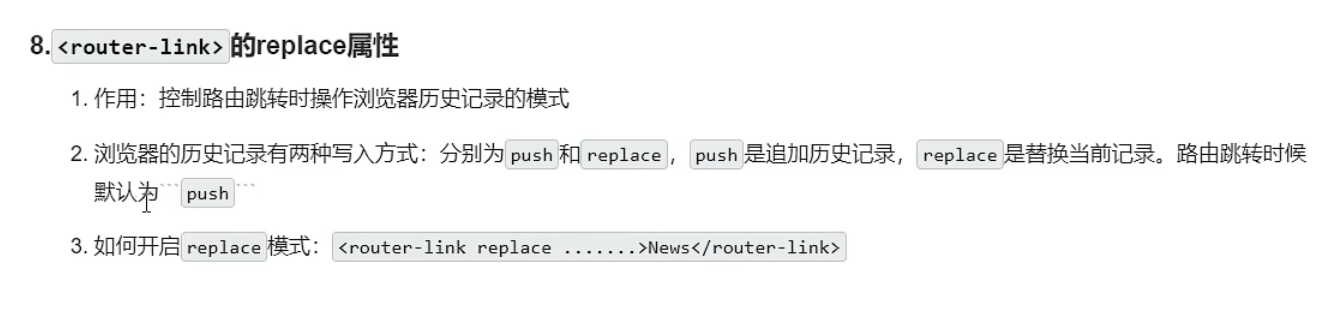 8.<router-link>的replace属性
1. 作用：控制路由跳转时操作浏览器历史记录的模式
2. 浏览器的历史记录有两种写入方式：分别为push和replace，push是追加历史记录，replace是替换当前记录。路由跳转时候
默认为```push```
3. 如何开启replace模式：<router-link replace .......>News</router-link>